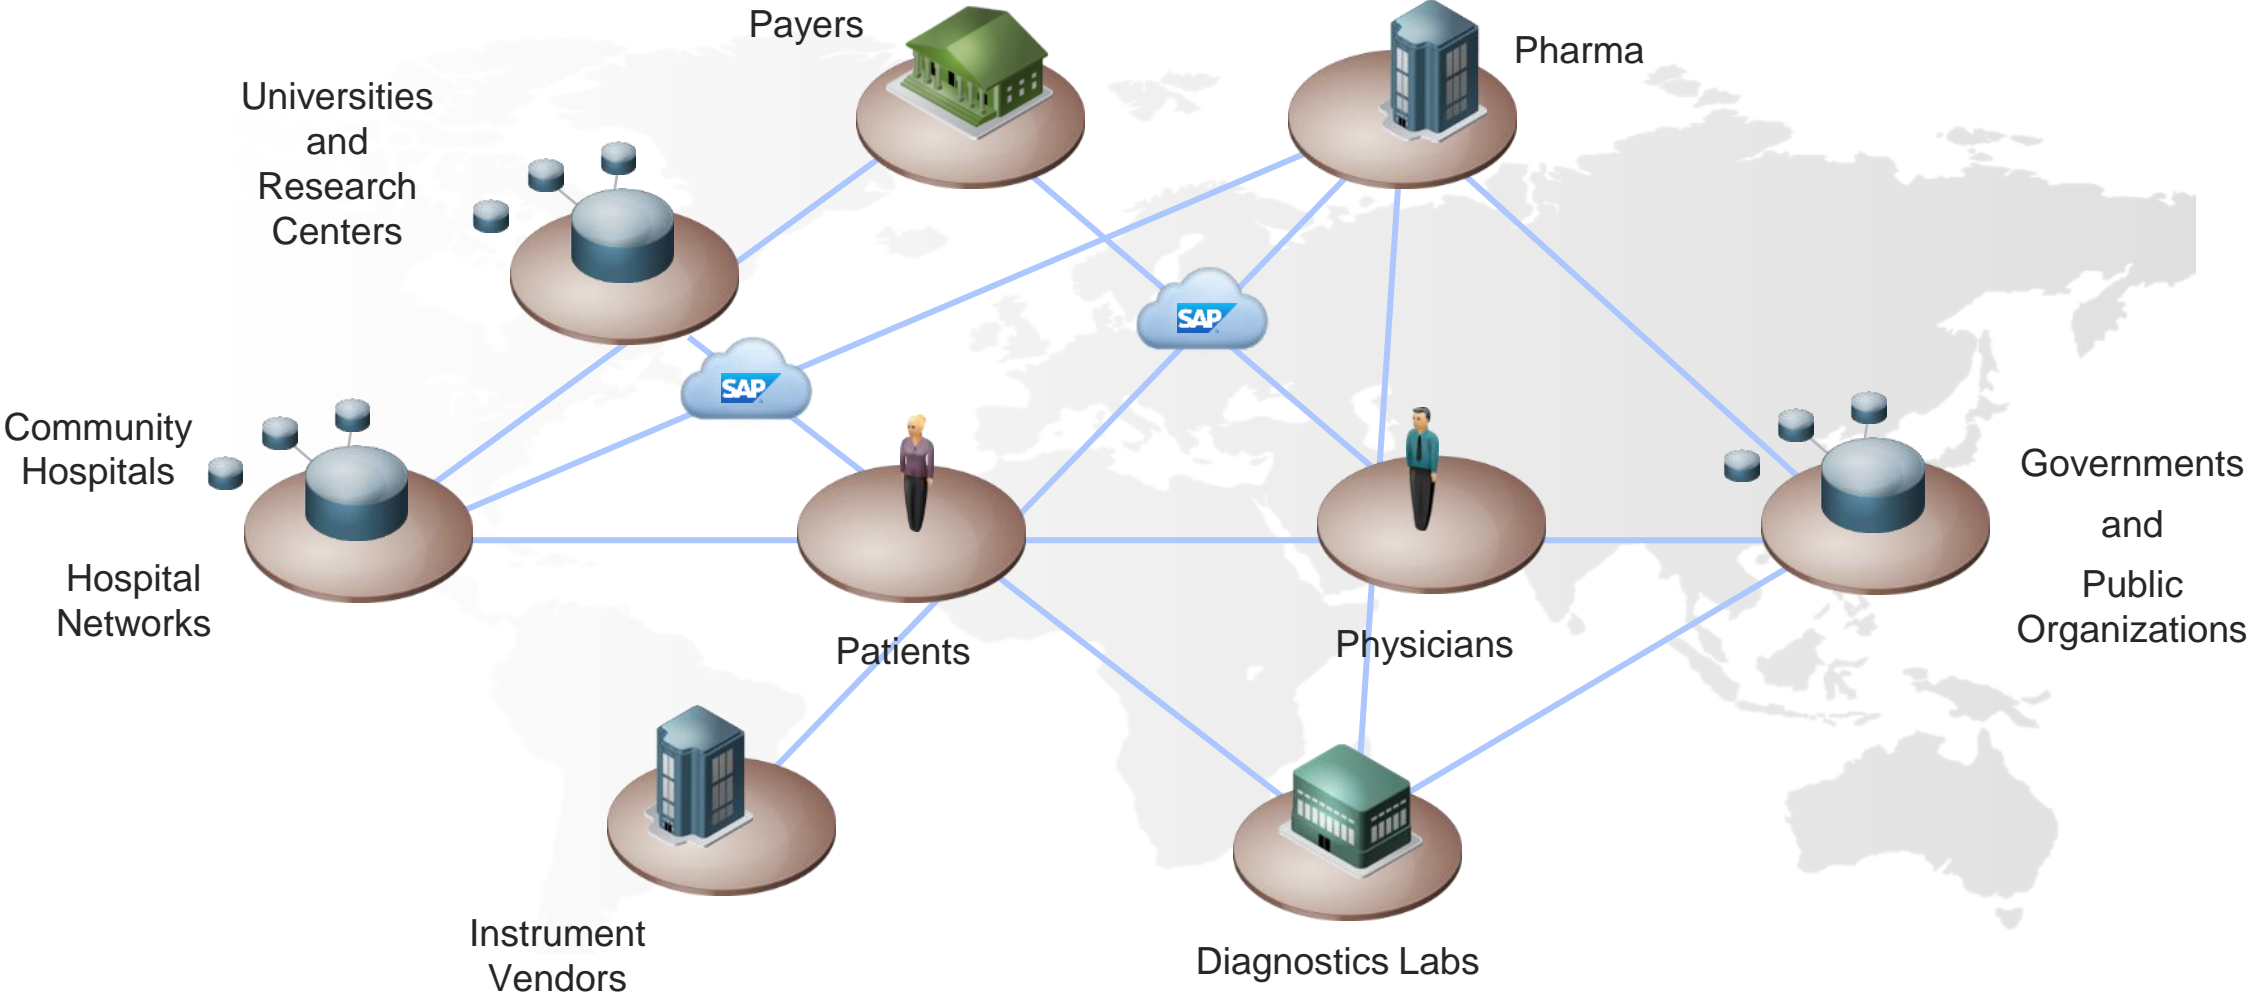 Payers
Pharma
Universities
and
Research
Centers
SAP
SAP
Community
Hospitals
Hospital
Networks
Governments
and
Public
Organizations
Patients
Physicians
Instrument
Vendors
Diagnostics Labs